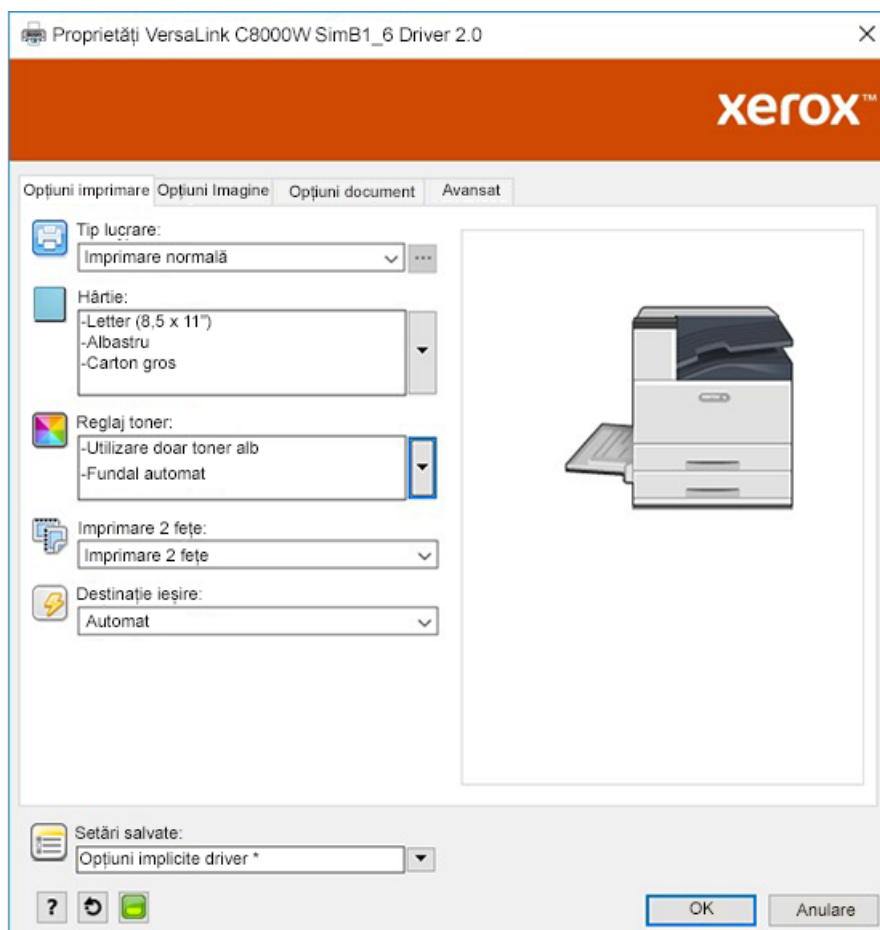 Proprietăți VersaLink C8000W SimB1_6 Driver 2.0
xerox™
Opțiuni imprimare Opțiuni Imagine Opțiuni document Avansat
Tip lucrare:
Imprimare normală
Hârtie:
-Letter (8,5 x 11")
-Albastru
-Carton gros
Reglaj toner:
-Utilizare doar toner alb
-Fundal automat
Imprimare 2 fețe:
Imprimare 2 fețe
Destinație ieșire:
Automat
Setări salvate:
Opțiuni implicite driver *
?
OK Anulare